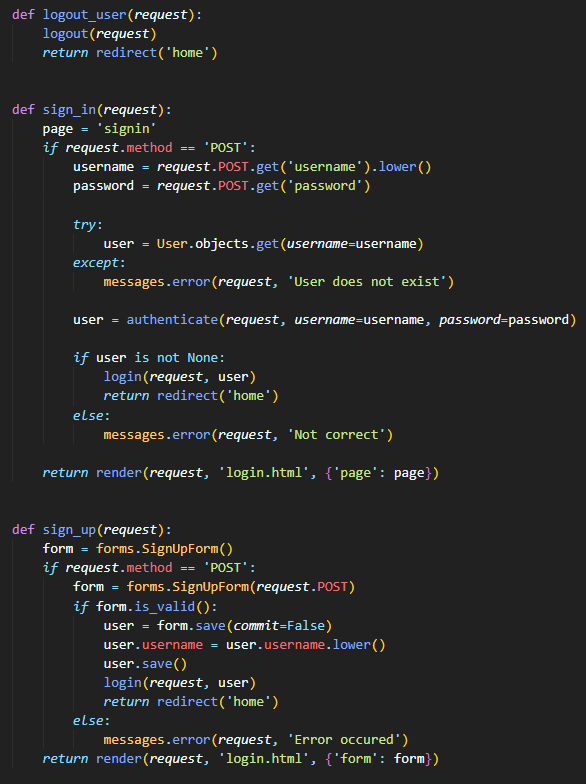 def logout_user(request):
    logout(request)
    return redirect('home')
def sign_in(request):
    page = 'signin'
    if request.method == 'POST':
        username = request.POST.get('username').lower()
        password = request.POST.get('password')
        try:
            user = User.objects.get(username=username)
        except:
            messages.error(request, 'User does not exist')
        user = authenticate(request, username=username, password=password)
        if user is not None:
            login(request, user)
            return redirect('home')
        else:
            messages.error(request, 'Not correct')
    return render(request, 'login.html', {'page': page})
def sign_up(request):
    form = forms.SignUpForm()
    if request.method == 'POST':
        form = forms.SignUpForm(request.POST)
        if form.is_valid():
            user = form.save(commit=False)
            user.username = user.username.lower()
            user.save()
            login(request, user)
            return redirect('home')
        else:
            messages.error(request, 'Error occured')
    return render(request, 'login.html', {'form': form})